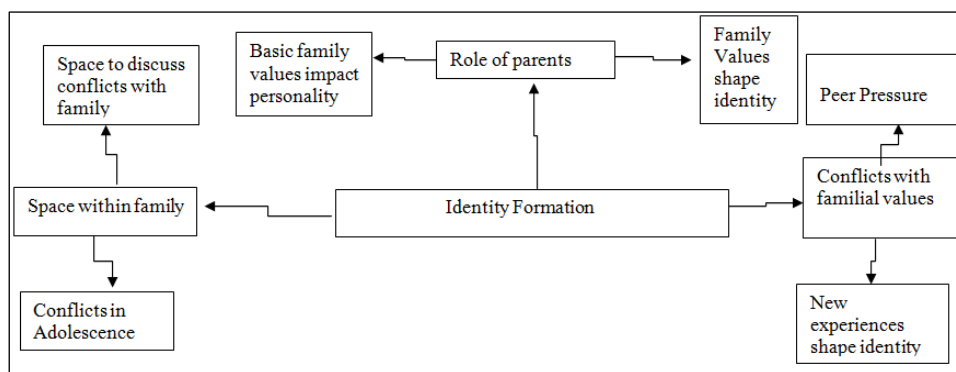 Space to discuss
conflicts with
family
Basic family
values impact
personality
Role of parents
Family
Values
shape
identity
Peer Pressure
Space within family
Identity Formation
Conflicts with
familial values
Conflicts in
Adolescence
New
experiences
shape identity